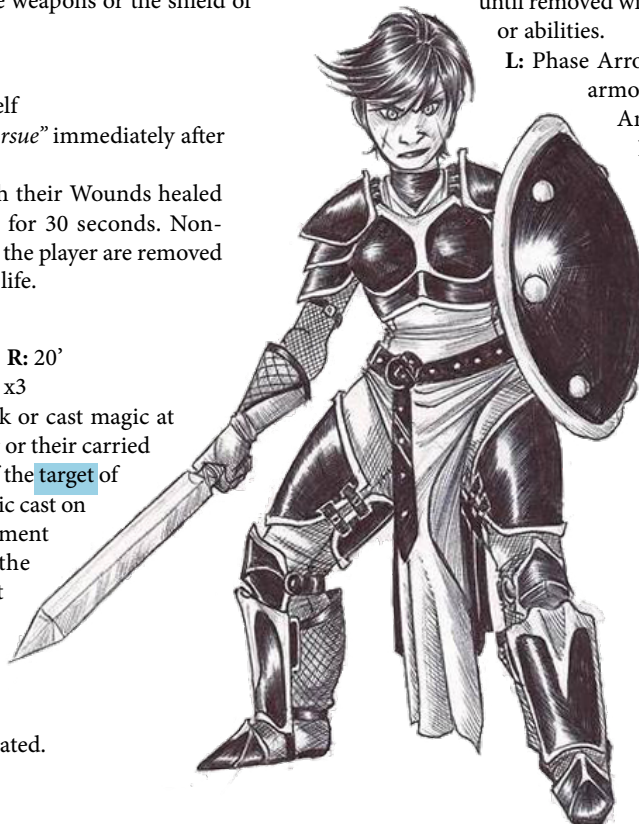 weapons or the shield of
elf
rsue” immediately after
their Wounds healed
for 30 seconds. Non-
the player are removed
life.
R: 20’
x3
k or cast magic at
or their carried
the target of
ic cast on
ment
the
t
ated.
until removed
or abilities.
L: Phase Arro
armo
Ar